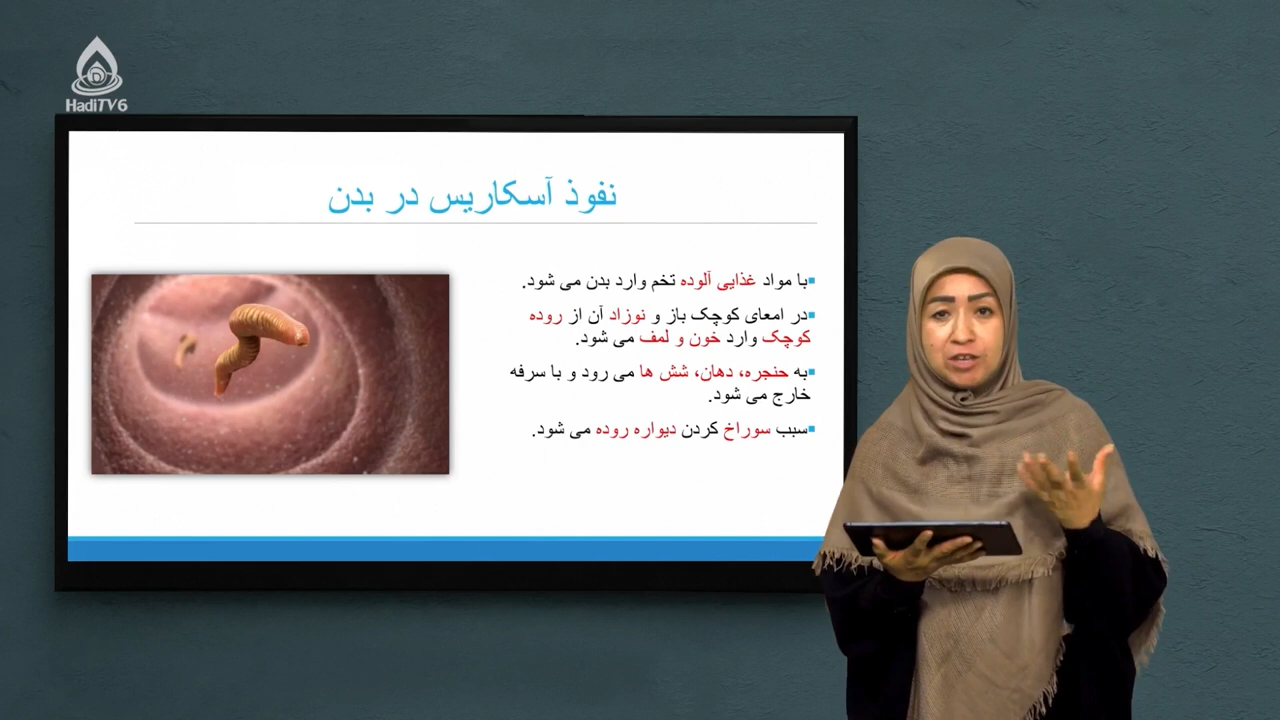 HadiTV6
نفوذ آسکاریس در بدن
▪با مواد غذایی آلوده تخم وارد بدن می شود.
▪در امعای کوچک باز و نوزاد آن از روده
کوچک وارد خون و لمف می شود.
▪به حنجره، دهان، شش ها می رود و با سرفه
خارج می شود.
▪سبب سوراخ کردن دیواره روده می شود.